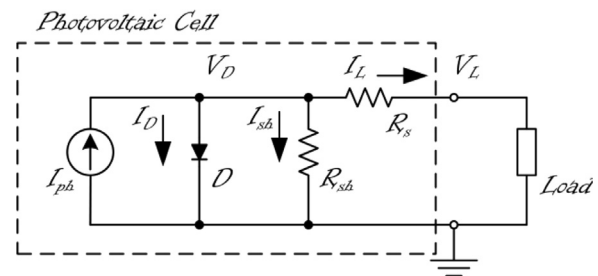 Photovoltaic Cell
V_D
I_L
V_L
I_D
I_sh
R_s
I_ph
D
R_sh
Load